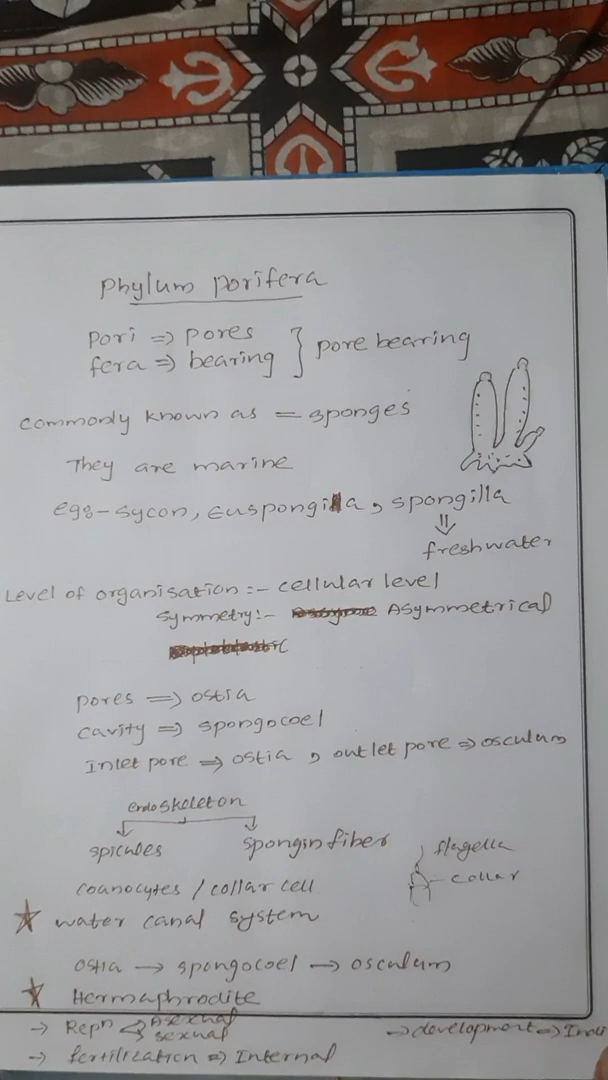 Phylum porifera
Pori => pores
fera => bearing } pore bearing
commonly known as = sponges
They are marine
egs- sycon, Euspongilla, spongilla
⇓
freshwater
Level of organisation :- cellular level
symmetry:- Asymmetrical
pores => ostia
cavity => spongocoel
Inlet pore => ostia, outlet pore => osculum
endoskeleton
spicules spongin fiber
flagella
collar
coanocytes / collar cell
☆ water canal system
ostia → spongocoel → osculum
☆ Hermaphrodite
→ Repn < Asexual
sexual
→ development =>
→ fertilization => Internal